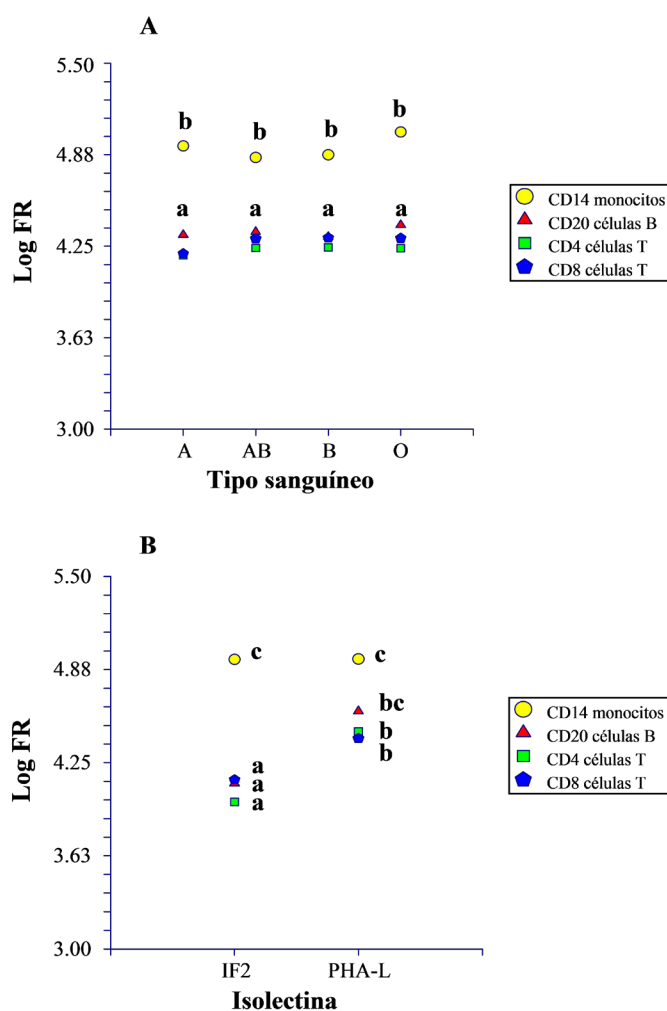 A
5.50
4.88
4.25
3.63
3.00
Log FR
b b b b
a a a a
A AB B O
Tipo sanguíneo
CD14 monocitos
CD20 células B
CD4 células T
CD8 células T
B
5.50
4.88
4.25
3.63
3.00
Log FR
c c
bc
b
b
a
a
a
IF2 PHA-L
Isolectina
CD14 monocitos
CD20 células B
CD4 células T
CD8 células T